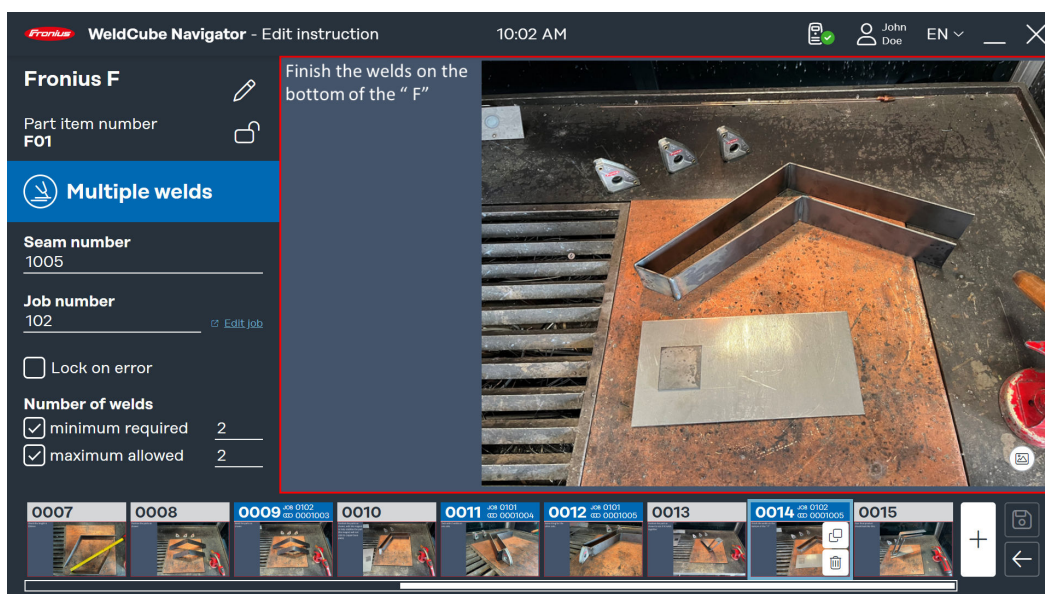 Fronius WeldCube Navigator - Edit instruction 10:02 AM John Doe EN
Fronius F
Part item number
F01
Multiple welds
Seam number
1005
Job number
102 Edit job
Lock on error
Number of welds
minimum required 2
maximum allowed 2
Finish the welds on the
bottom of the “ F”
0007
0008
0009 JOB 0102 0001003
0010
0011 JOB 0101 0001004
0012 JOB 0101 0001005
0013
0014 JOB 0102 0001005
0015